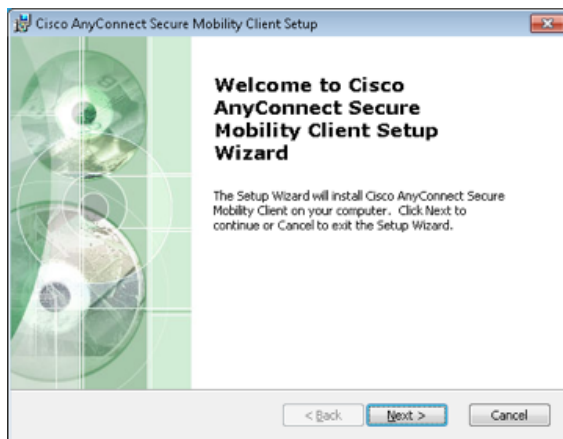 Cisco AnyConnect Secure Mobility Client Setup
Welcome to Cisco
AnyConnect Secure
Mobility Client Setup
Wizard
The Setup Wizard will install Cisco AnyConnect Secure
Mobility Client on your computer. Click Next to
continue or Cancel to exit the Setup Wizard.
< Back Next > Cancel